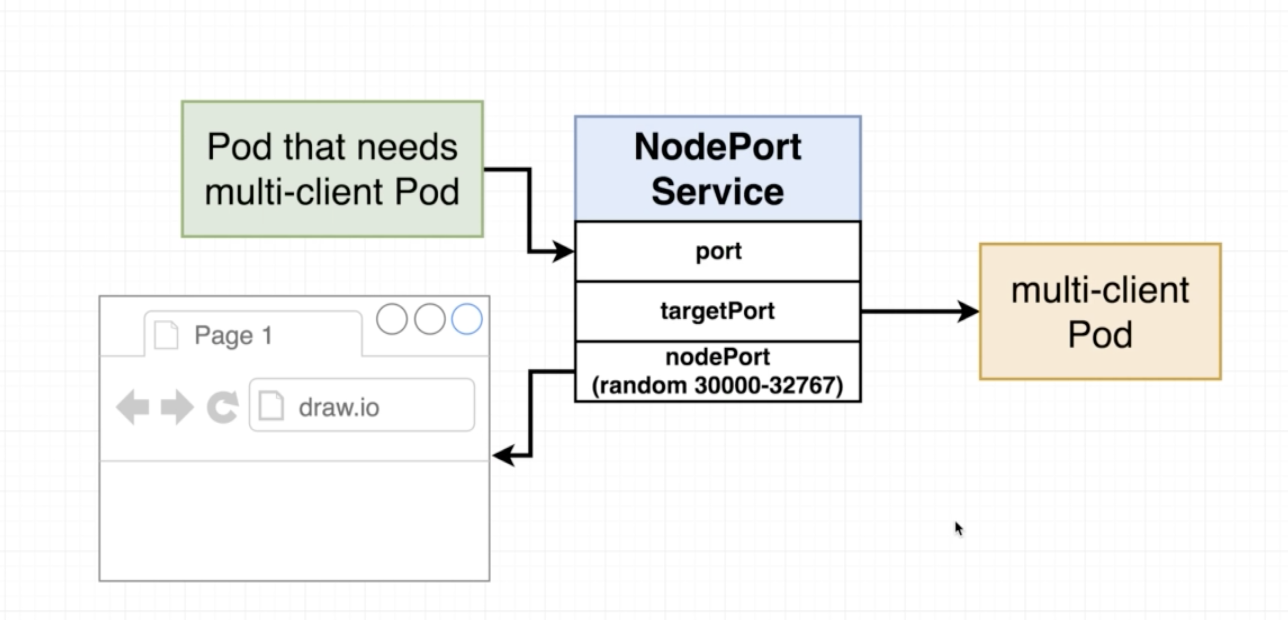 Pod that needs
multi-client Pod
NodePort
Service
port
targetPort
nodePort
(random 30000-32767)
multi-client
Pod
Page 1
draw.io